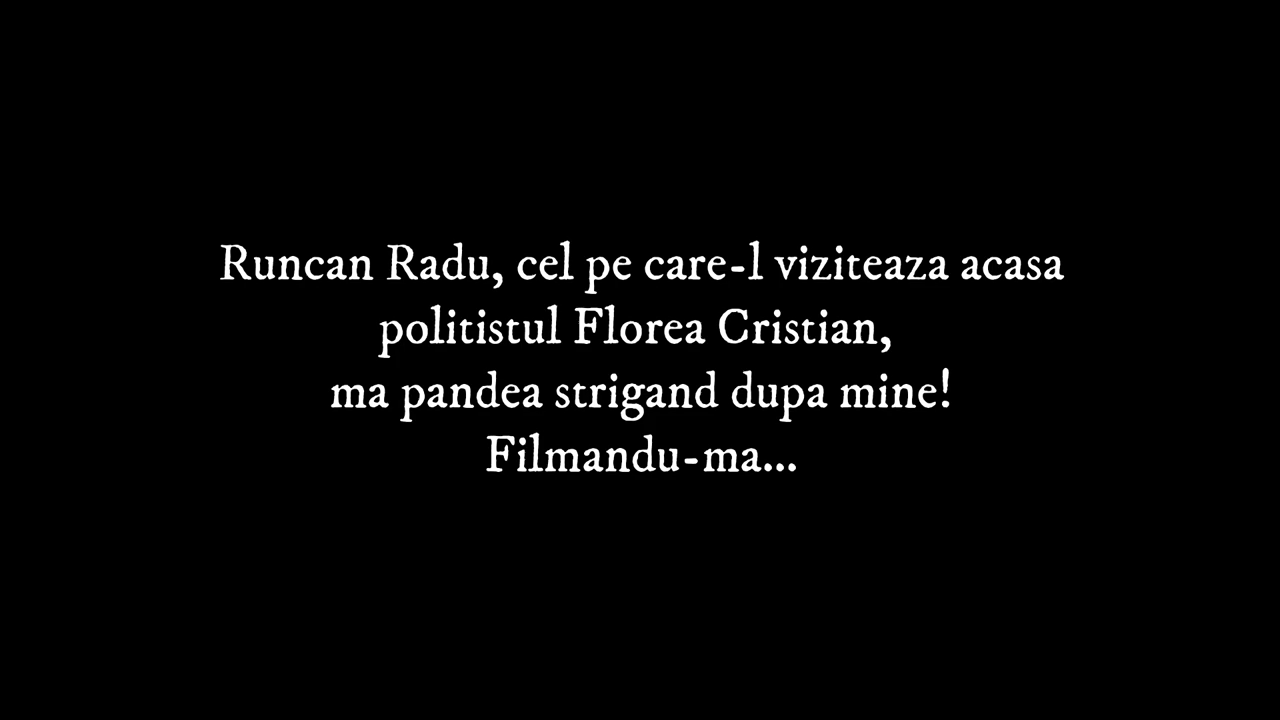 Runcan Radu, cel pe care-l viziteaza acasa
politistul Florea Cristian,
ma pandea strigand dupa mine!
Filmandu-ma...